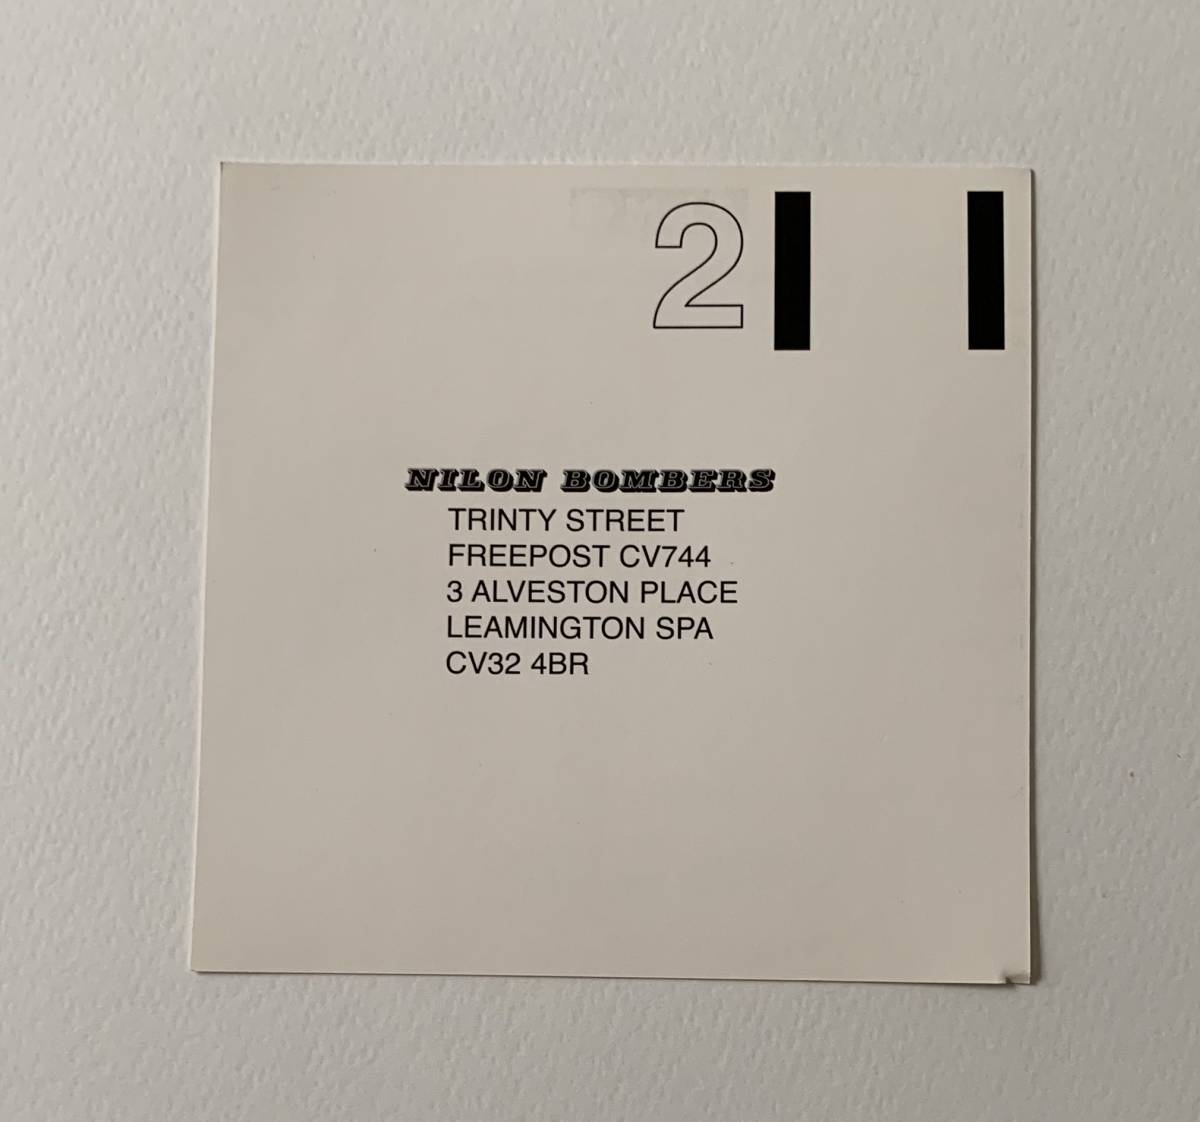 2
NILON BOMBERS
TRINTY STREET
FREEPOST CV744
3 ALVESTON PLACE
LEAMINGTON SPA
CV32 4BR